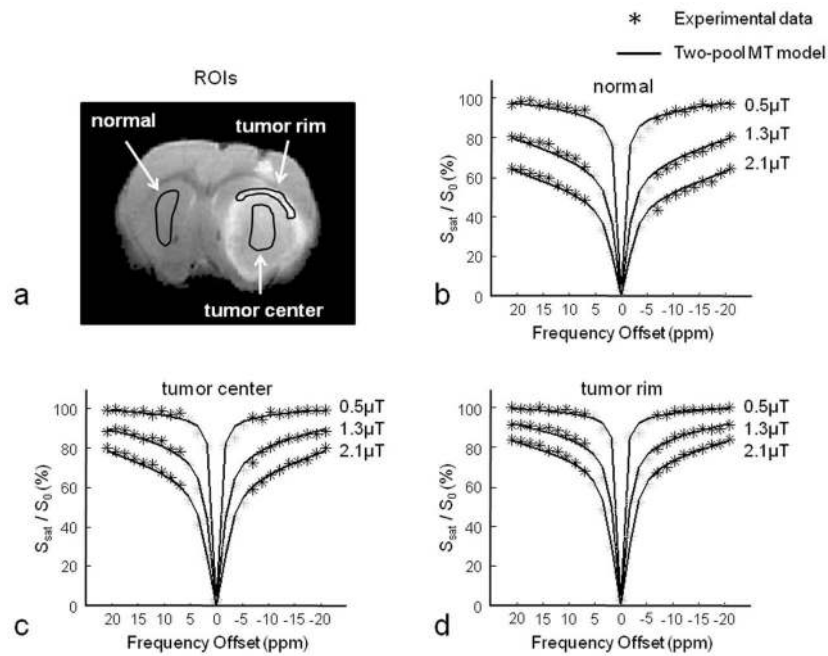 * Experimental data
— Two-pool MT model
ROIs
normal
tumor rim
tumor center
a
normal
100
80
60
40
20
0
S_sat / S_0 (%)
0.5µT
1.3µT
2.1µT
20 15 10 5 0 -5 -10 -15 -20
Frequency Offset (ppm)
b
tumor center
100
80
60
40
20
0
S_sat / S_0 (%)
0.5µT
1.3µT
2.1µT
20 15 10 5 0 -5 -10 -15 -20
Frequency Offset (ppm)
c
tumor rim
100
80
60
40
20
0
S_sat / S_0 (%)
0.5µT
1.3µT
2.1µT
20 15 10 5 0 -5 -10 -15 -20
Frequency Offset (ppm)
d